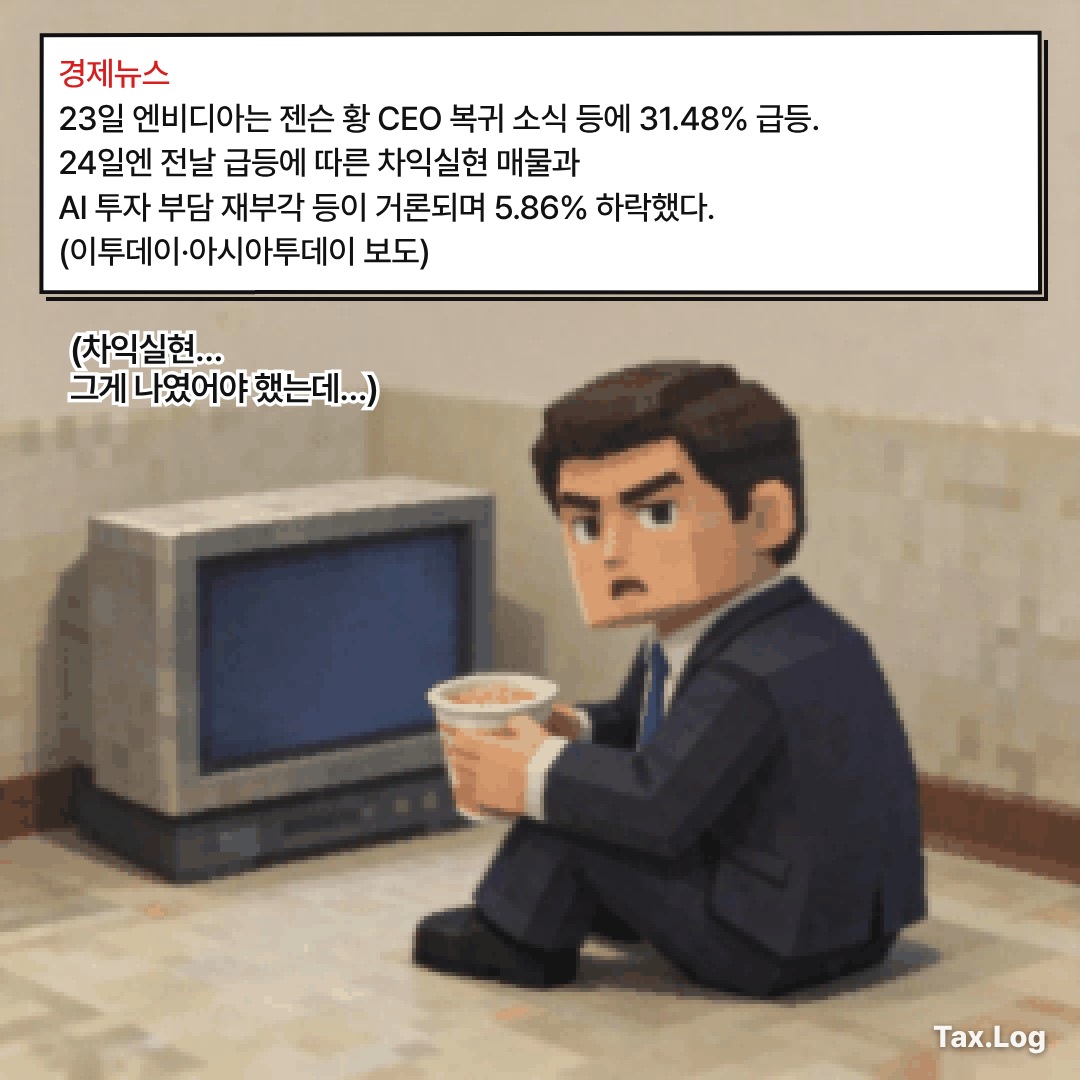 경제뉴스
23일 엔비디아는 젠슨 황 CEO 복귀 소식 등에 31.48% 급등.
24일엔 전날 급등에 따른 차익실현 매물과
AI 투자 부담 재부각 등이 거론되며 5.86% 하락했다.
(이투데이·아시아투데이 보도)
(차익실현...
그게 나였어야 했는데...)
Tax.Log